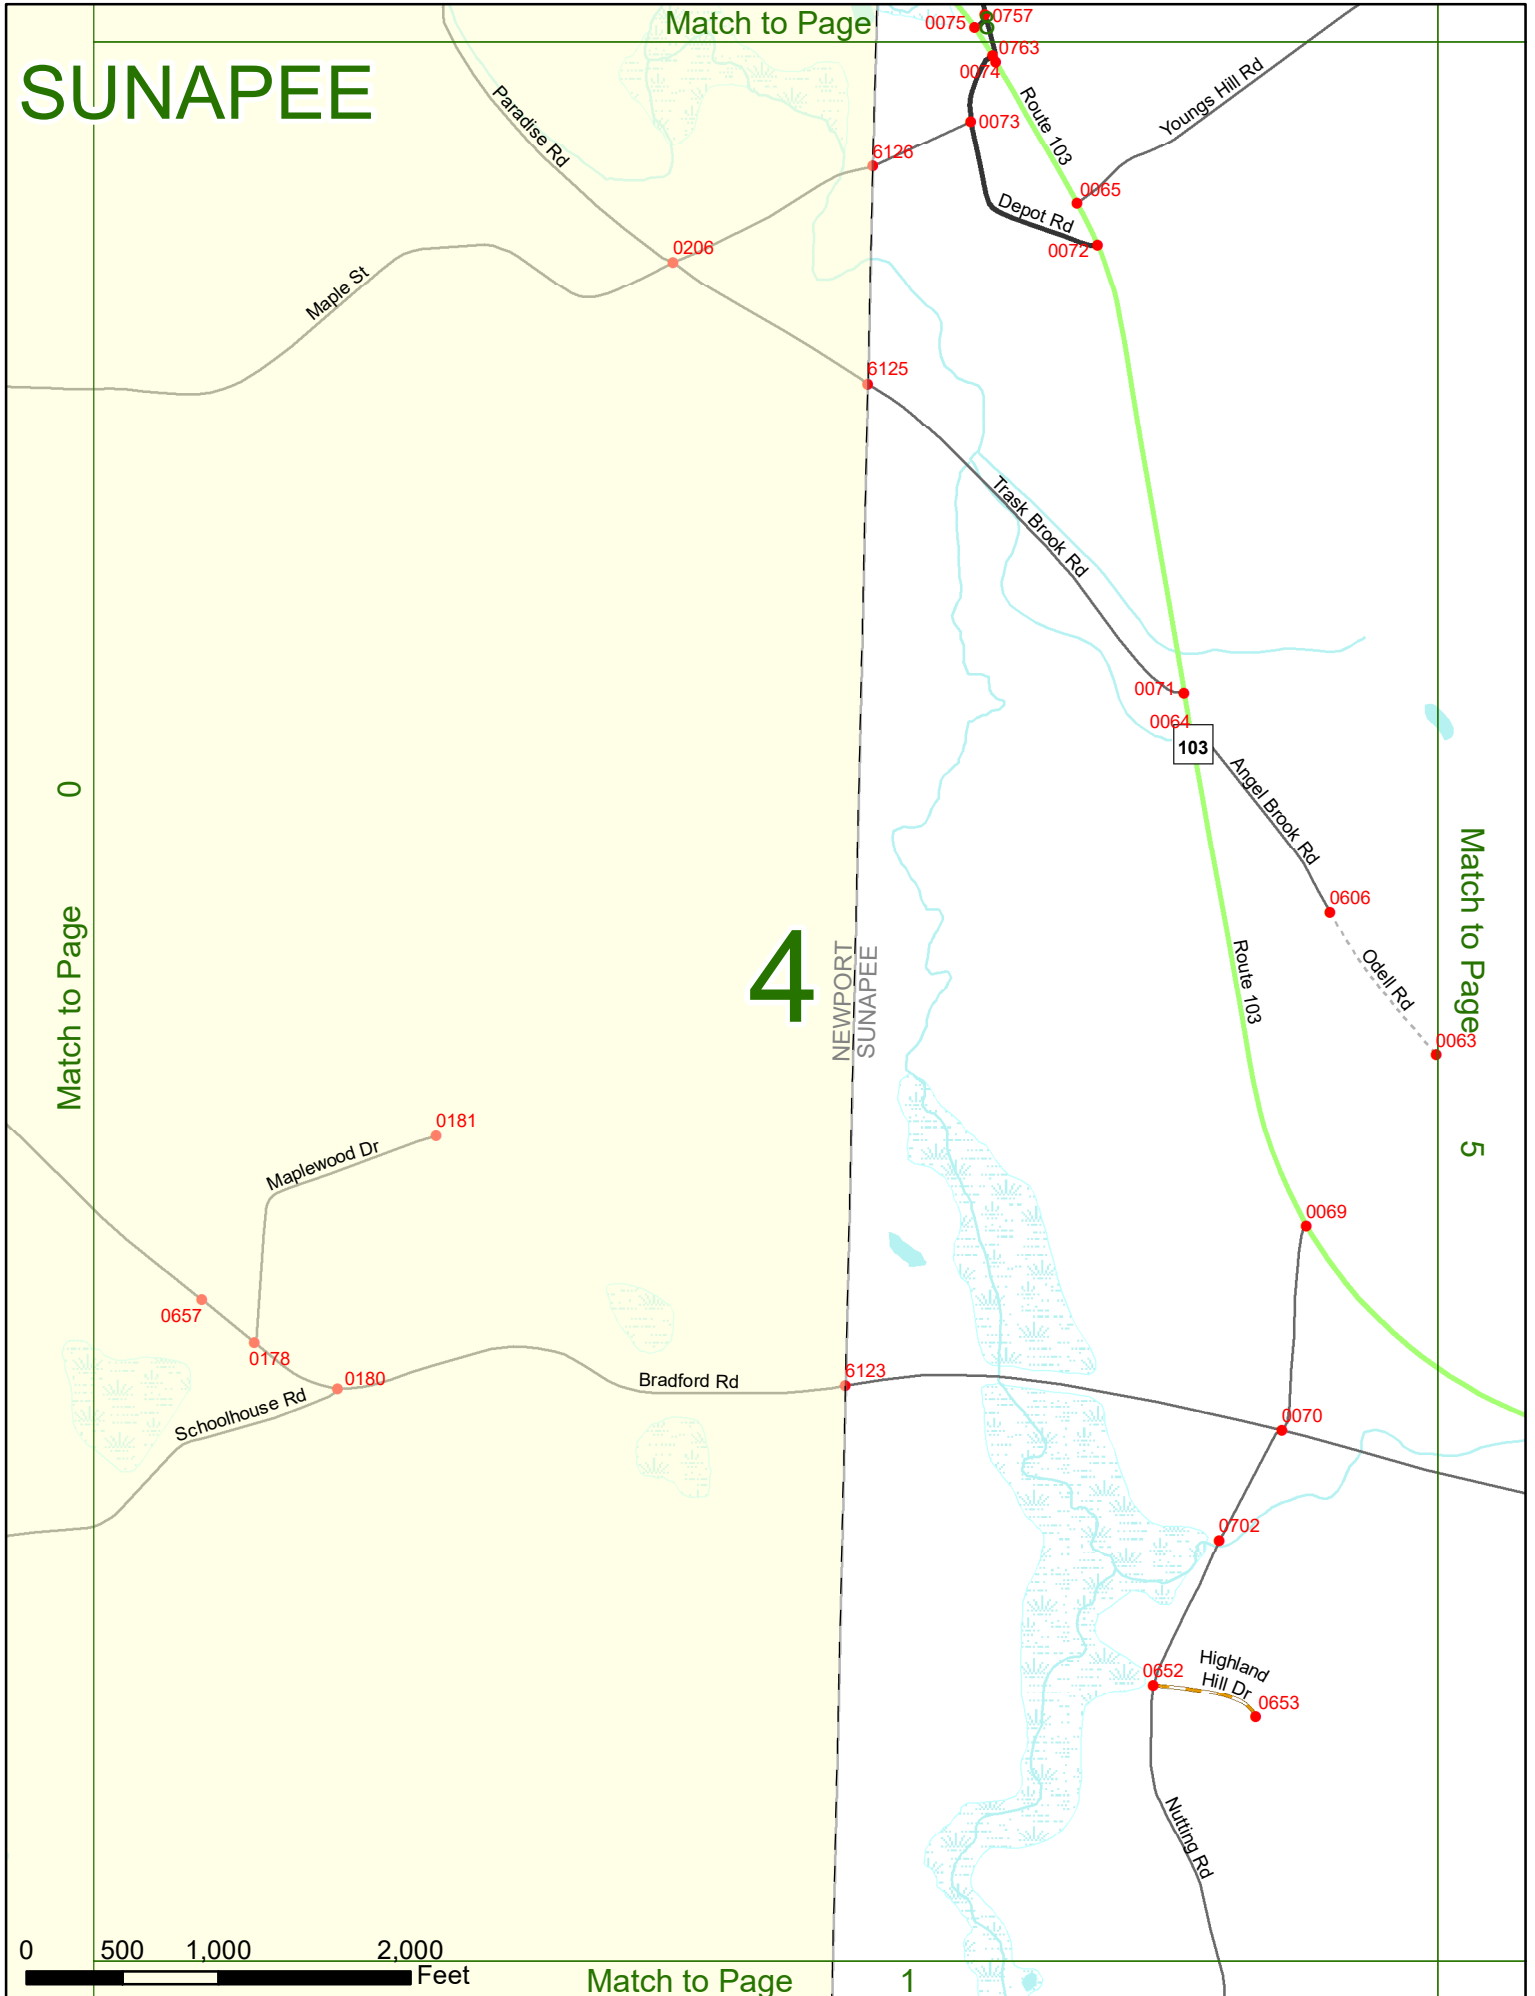 Match to Page
8
0075
0757
SUNAPEE
0763
0074
Paradise Rd
Route 103
Youngs Hill Rd
0073
6126
0065
Depot Rd
0072
0206
Maple St
6125
Trask Brook Rd
0071
0064
103
Angel Brook Rd
Match to Page 0
0606
Match to Page 5
Route 103
Odell Rd
4
NEWPORT
SUNAPEE
0063
0181
Maplewood Dr
0069
0657
0178
0180
Bradford Rd
6123
Schoolhouse Rd
0070
0702
0652
Highland
Hill Dr
0653
Nutting Rd
0 500 1,000 2,000
Feet
Match to Page 1